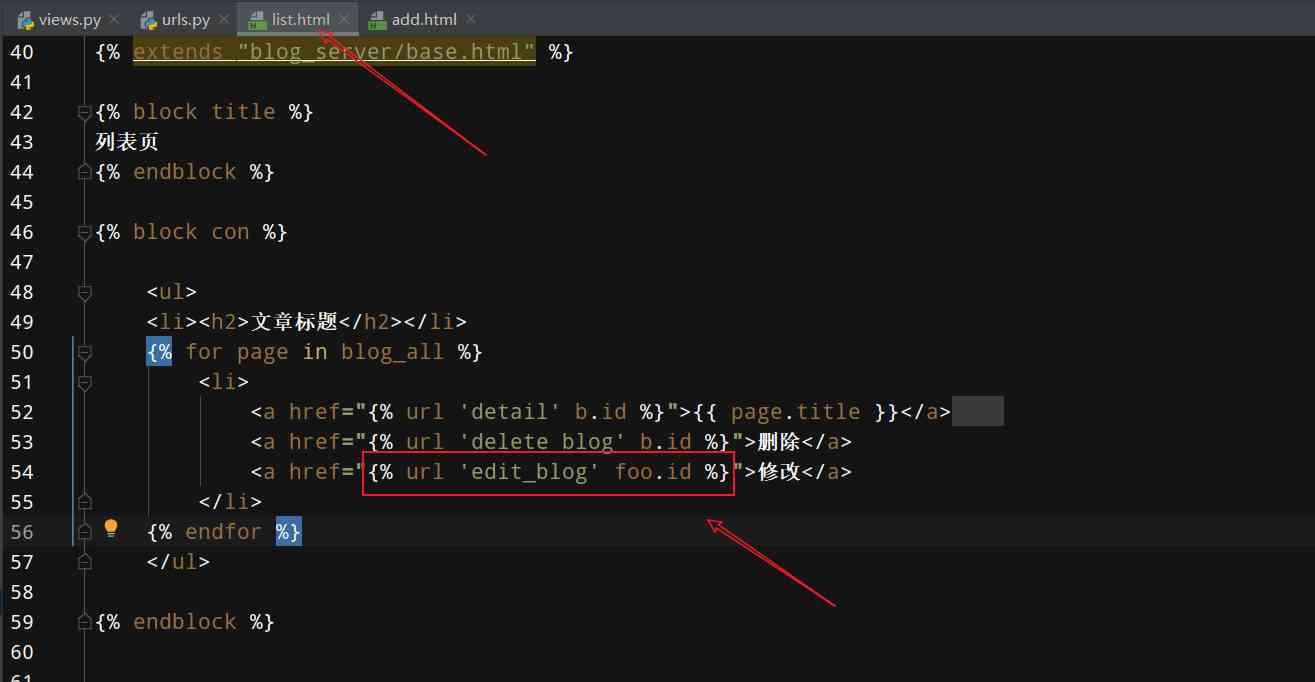 views.py urls.py list.html add.html
40 {% extends "blog_server/base.html" %}
41
42 {% block title %}
43 列表页
44 {% endblock %}
45
46 {% block con %}
47
48 <ul>
49 <li><h2>文章标题</h2></li>
50 {% for page in blog_all %}
51 <li>
52 <a href="{% url 'detail' b.id %}">{{ page.title }}</a>
53 <a href="{% url 'delete_blog' b.id %}">删除</a>
54 <a href="{% url 'edit_blog' foo.id %}">修改</a>
55 </li>
56 {% endfor %}
57 </ul>
58
59 {% endblock %}
60
61